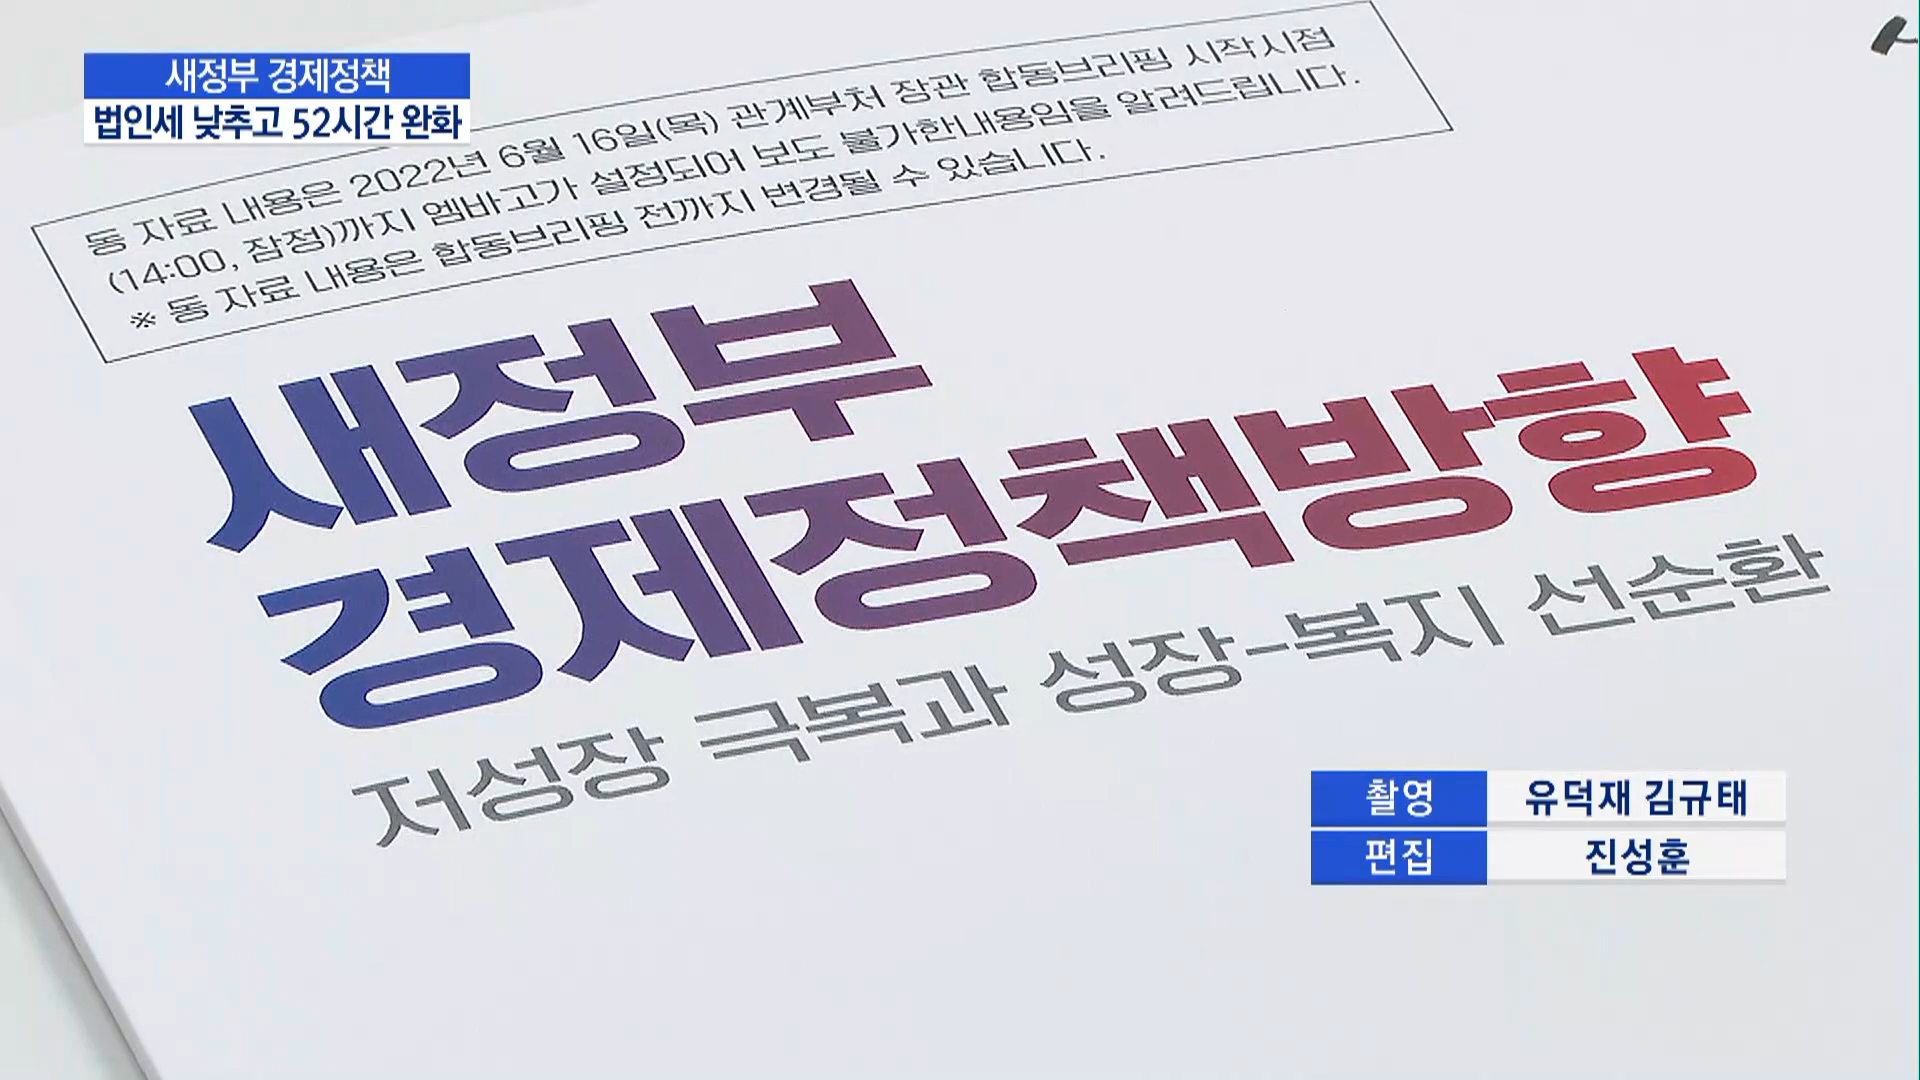 새정부 경제정책
법인세 낮추고 52시간 완화
동 자료 내용은 2022년 6월 16일(목) 관계부처 장관 합동브리핑 시작시점
(14:00, 잠정)까지 엠바고가 설정되어 보도 불가한내용임을 알려드립니다.
※ 동 자료 내용은 합동브리핑 전까지 변경될 수 있습니다.
새정부
경제정책방향
저성장 극복과 성장-복지 선순환
촬영 유덕재 김규태
편집 진성훈